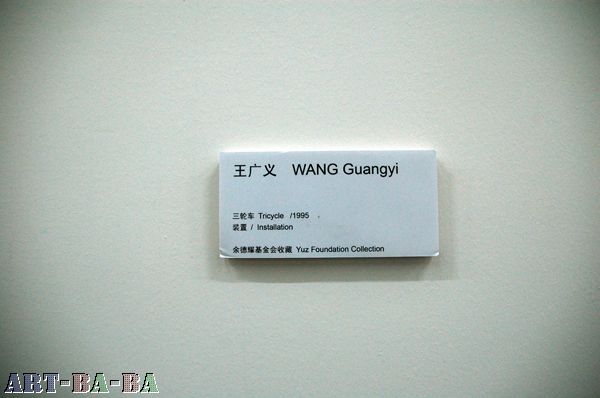 王广义 WANG Guangyi
三轮车 Tricycle /1995
装置 / Installation
余德耀基金会收藏 Yuz Foundation Collection
ART-BA-BA